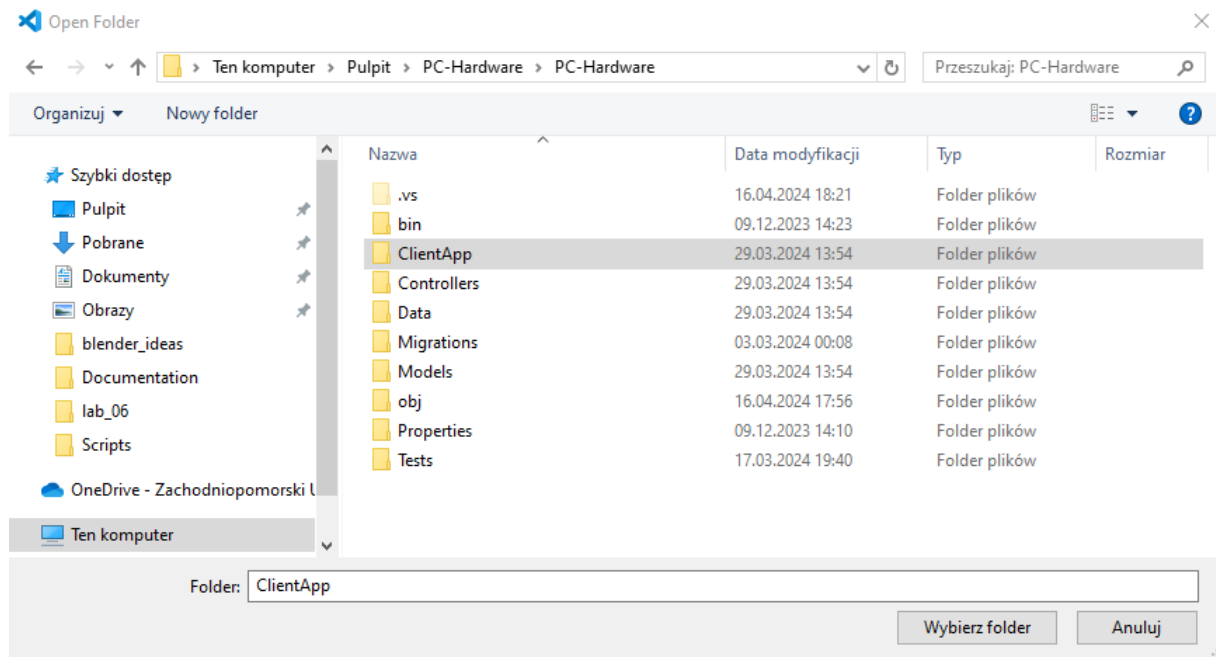 Open Folder
Ten komputer > Pulpit > PC-Hardware > PC-Hardware
Przeszukaj: PC-Hardware
Organizuj Nowy folder
Szybki dostęp
Pulpit
Pobrane
Dokumenty
Obrazy
blender_ideas
Documentation
lab_06
Scripts
OneDrive - Zachodniopomorski U
Ten komputer
Nazwa Data modyfikacji Typ Rozmiar
.vs 16.04.2024 18:21 Folder plików
bin 09.12.2023 14:23 Folder plików
ClientApp 29.03.2024 13:54 Folder plików
Controllers 29.03.2024 13:54 Folder plików
Data 29.03.2024 13:54 Folder plików
Migrations 03.03.2024 00:08 Folder plików
Models 29.03.2024 13:54 Folder plików
obj 16.04.2024 17:56 Folder plików
Properties 09.12.2023 14:10 Folder plików
Tests 17.03.2024 19:40 Folder plików
Folder: ClientApp
Wybierz folder Anuluj